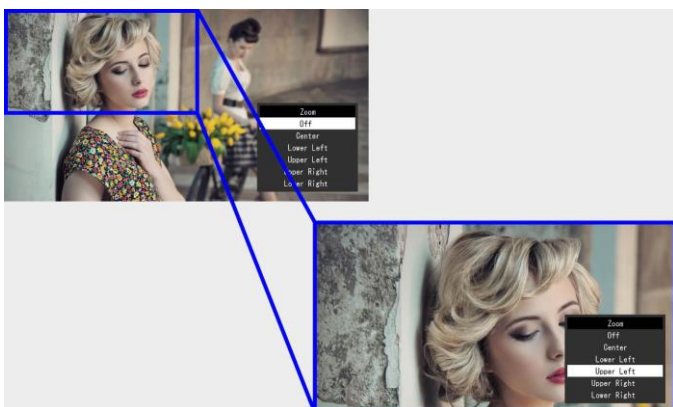 Zoom
Off
Center
Lower Left
Upper Left
Upper Right
Lower Right
Zoom
Off
Center
Lower Left
Upper Left
Upper Right
Lower Right